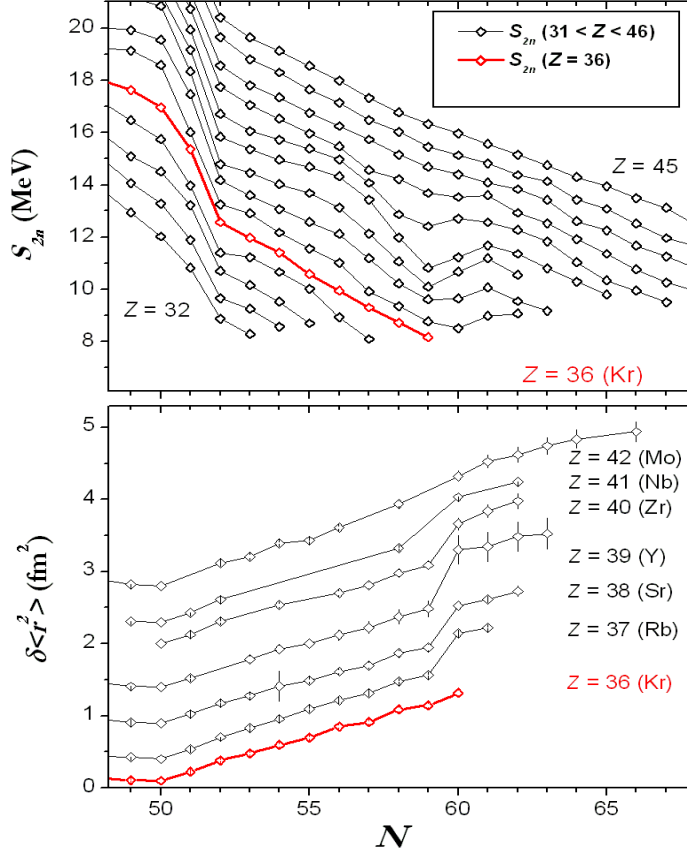 S2n (31 < Z < 46)
S2n (Z = 36)
20
18
16
14
12
10
8
S2n (MeV)
Z = 45
Z = 32
Z = 36 (Kr)
5
4
3
2
1
0
δ<r²> (fm²)
Z = 42 (Mo)
Z = 41 (Nb)
Z = 40 (Zr)
Z = 39 (Y)
Z = 38 (Sr)
Z = 37 (Rb)
Z = 36 (Kr)
50 55 60 65
N